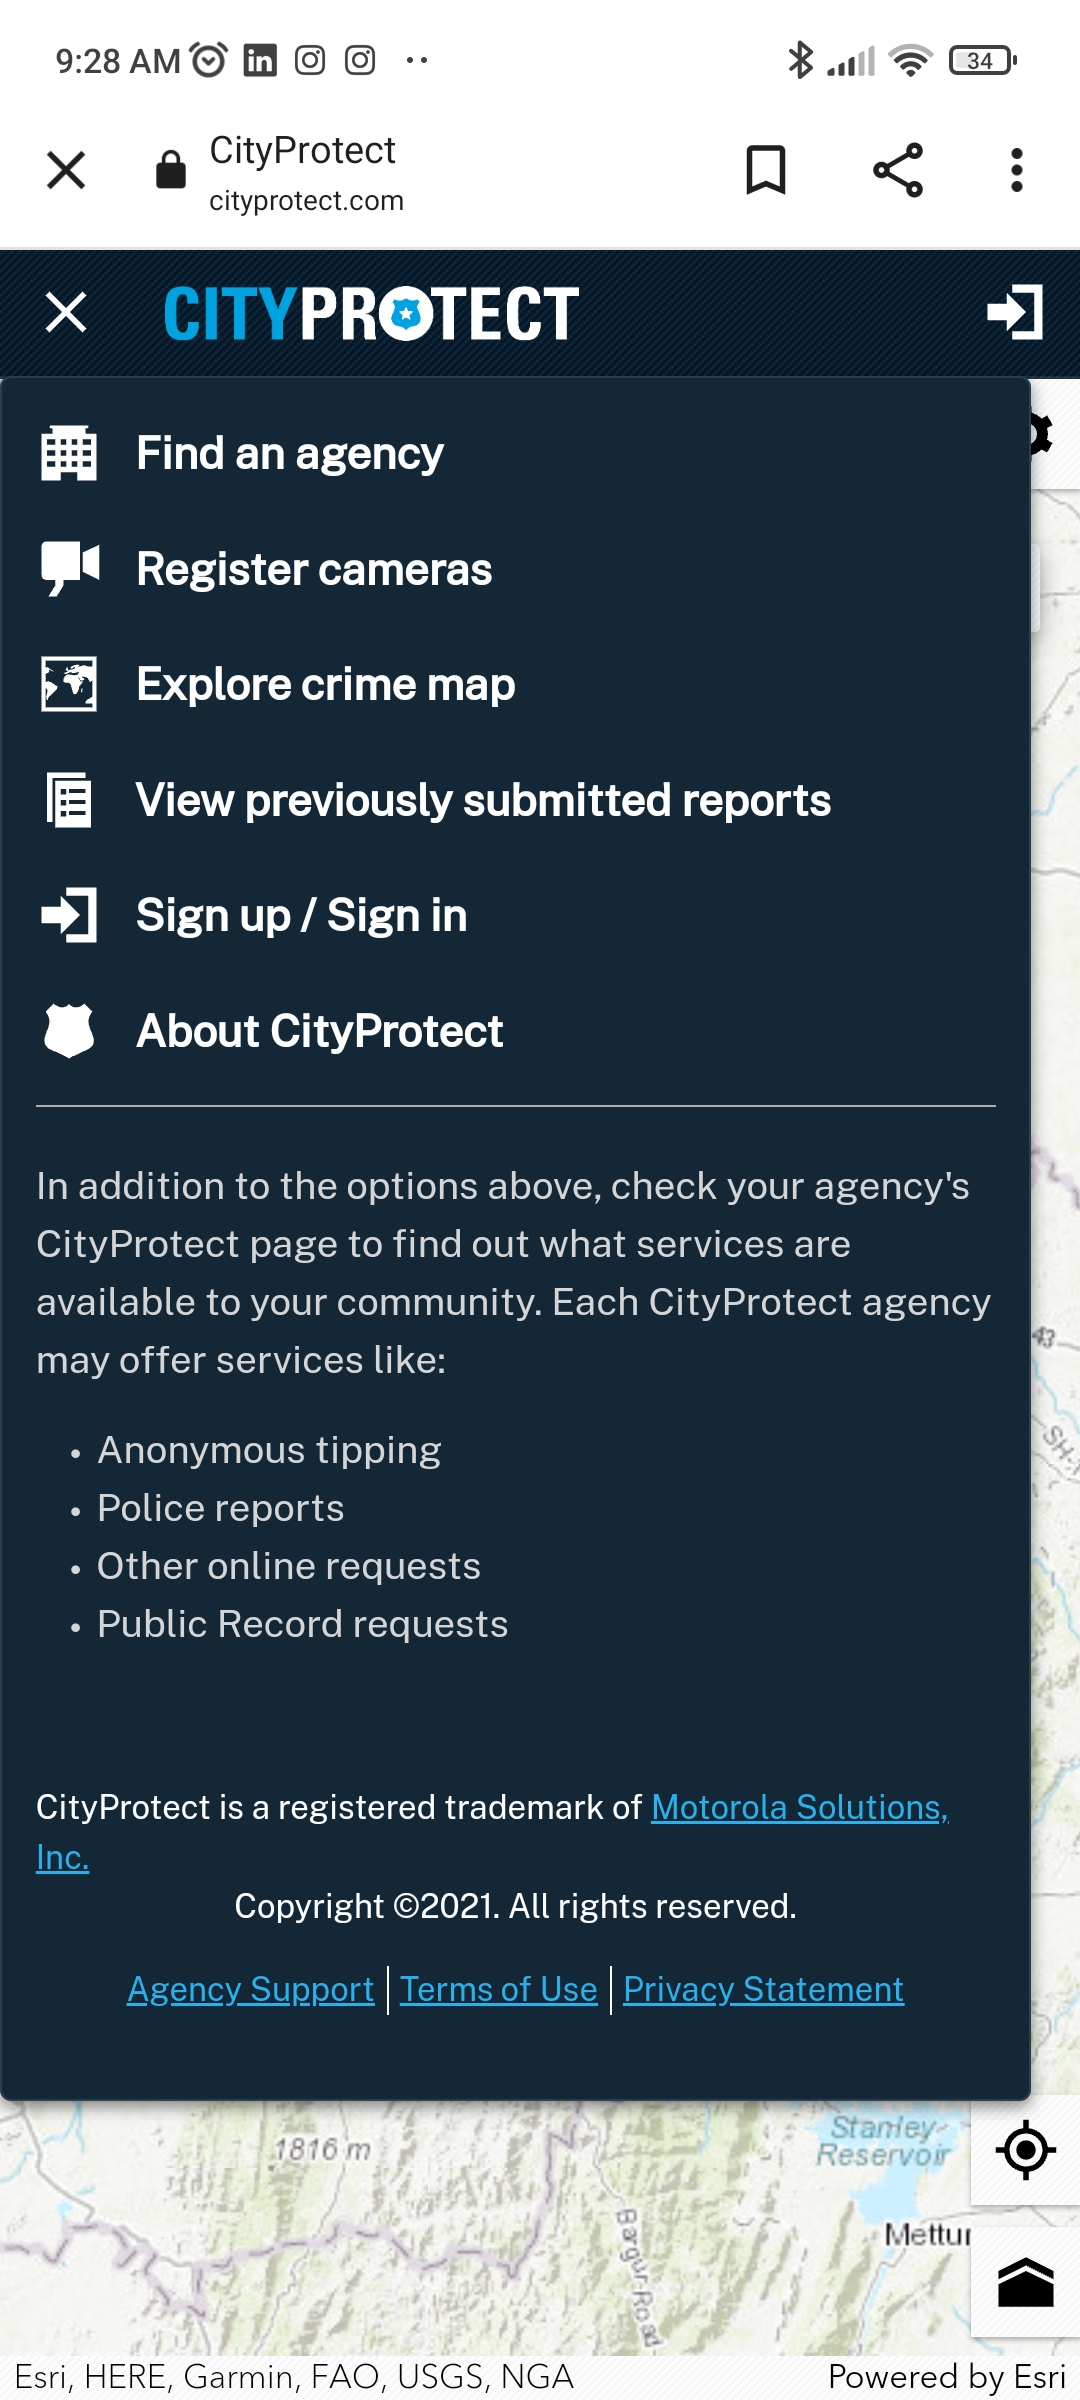 9:28 AM
34
CityProtect
cityprotect.com
CITYPROTECT
Find an agency
Register cameras
Explore crime map
View previously submitted reports
Sign up / Sign in
About CityProtect
In addition to the options above, check your agency's
CityProtect page to find out what services are
available to your community. Each CityProtect agency
may offer services like:
• Anonymous tipping
• Police reports
• Other online requests
• Public Record requests
43
SH-
CityProtect is a registered trademark of Motorola Solutions,
Inc.
Copyright ©2021. All rights reserved.
Agency Support | Terms of Use | Privacy Statement
1816 m
Stanley
Reservoir
Mettur
Bargur Road
Esri, HERE, Garmin, FAO, USGS, NGA
Powered by Esri